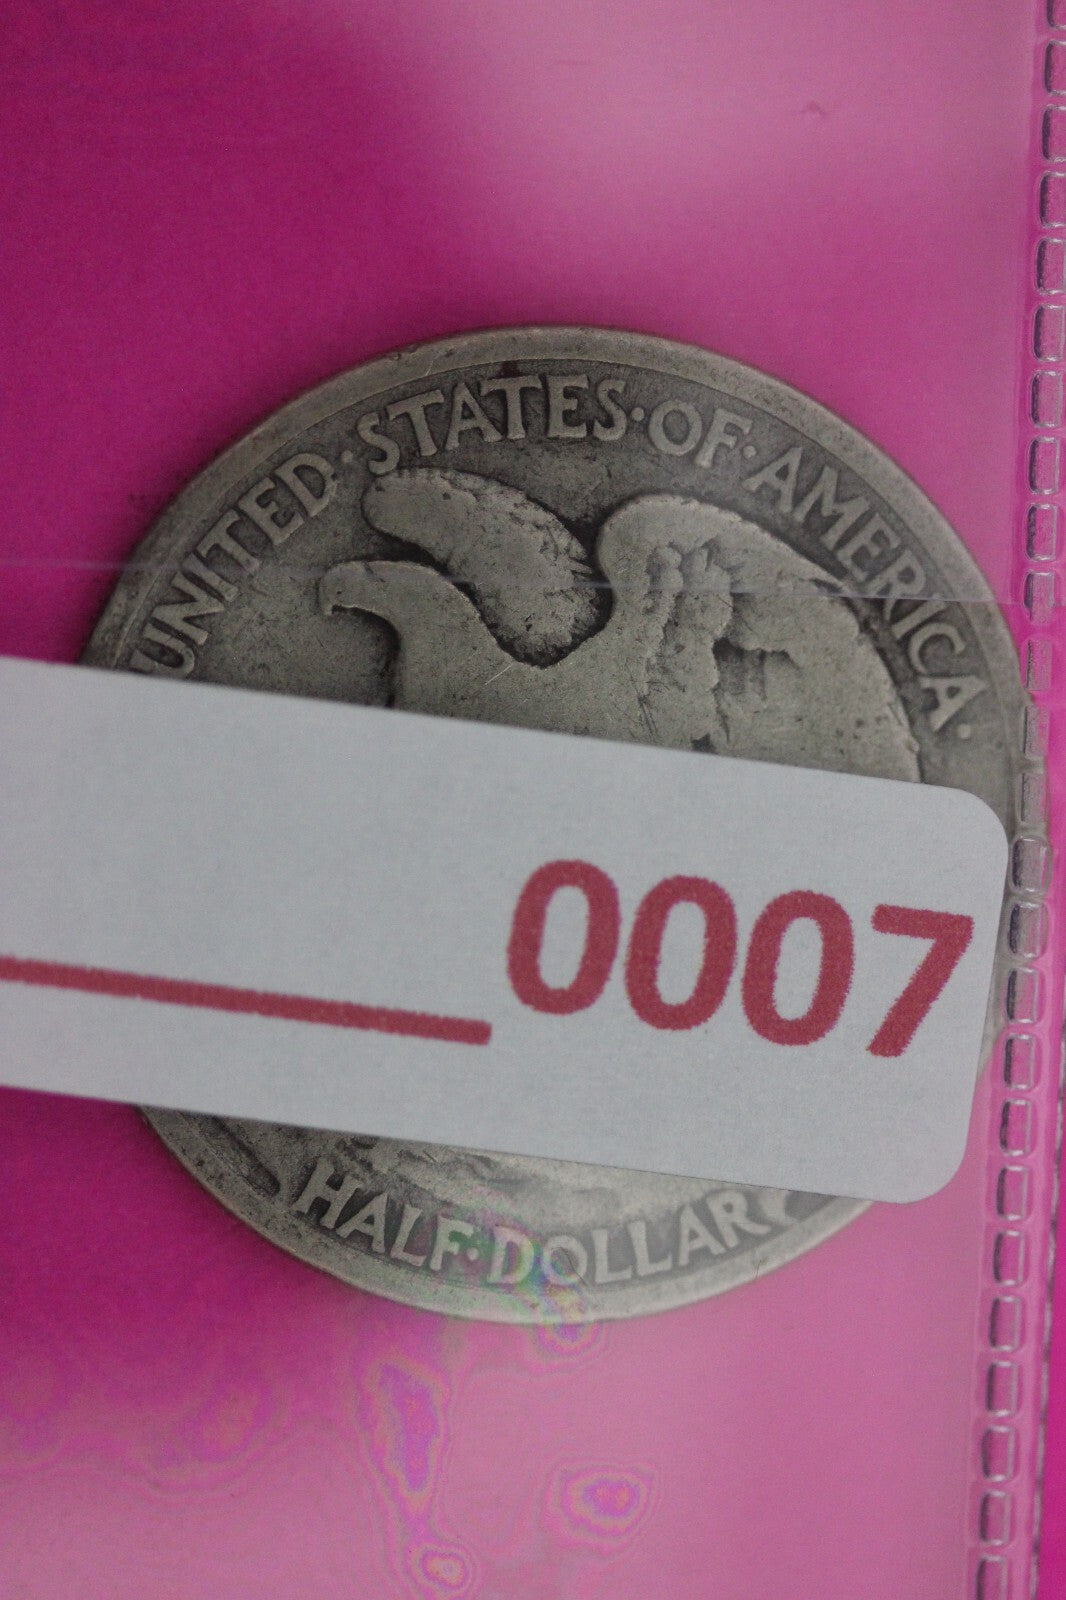 UNITED·STATES·OF·AMERICA·
0007
HALF·DOLLAR